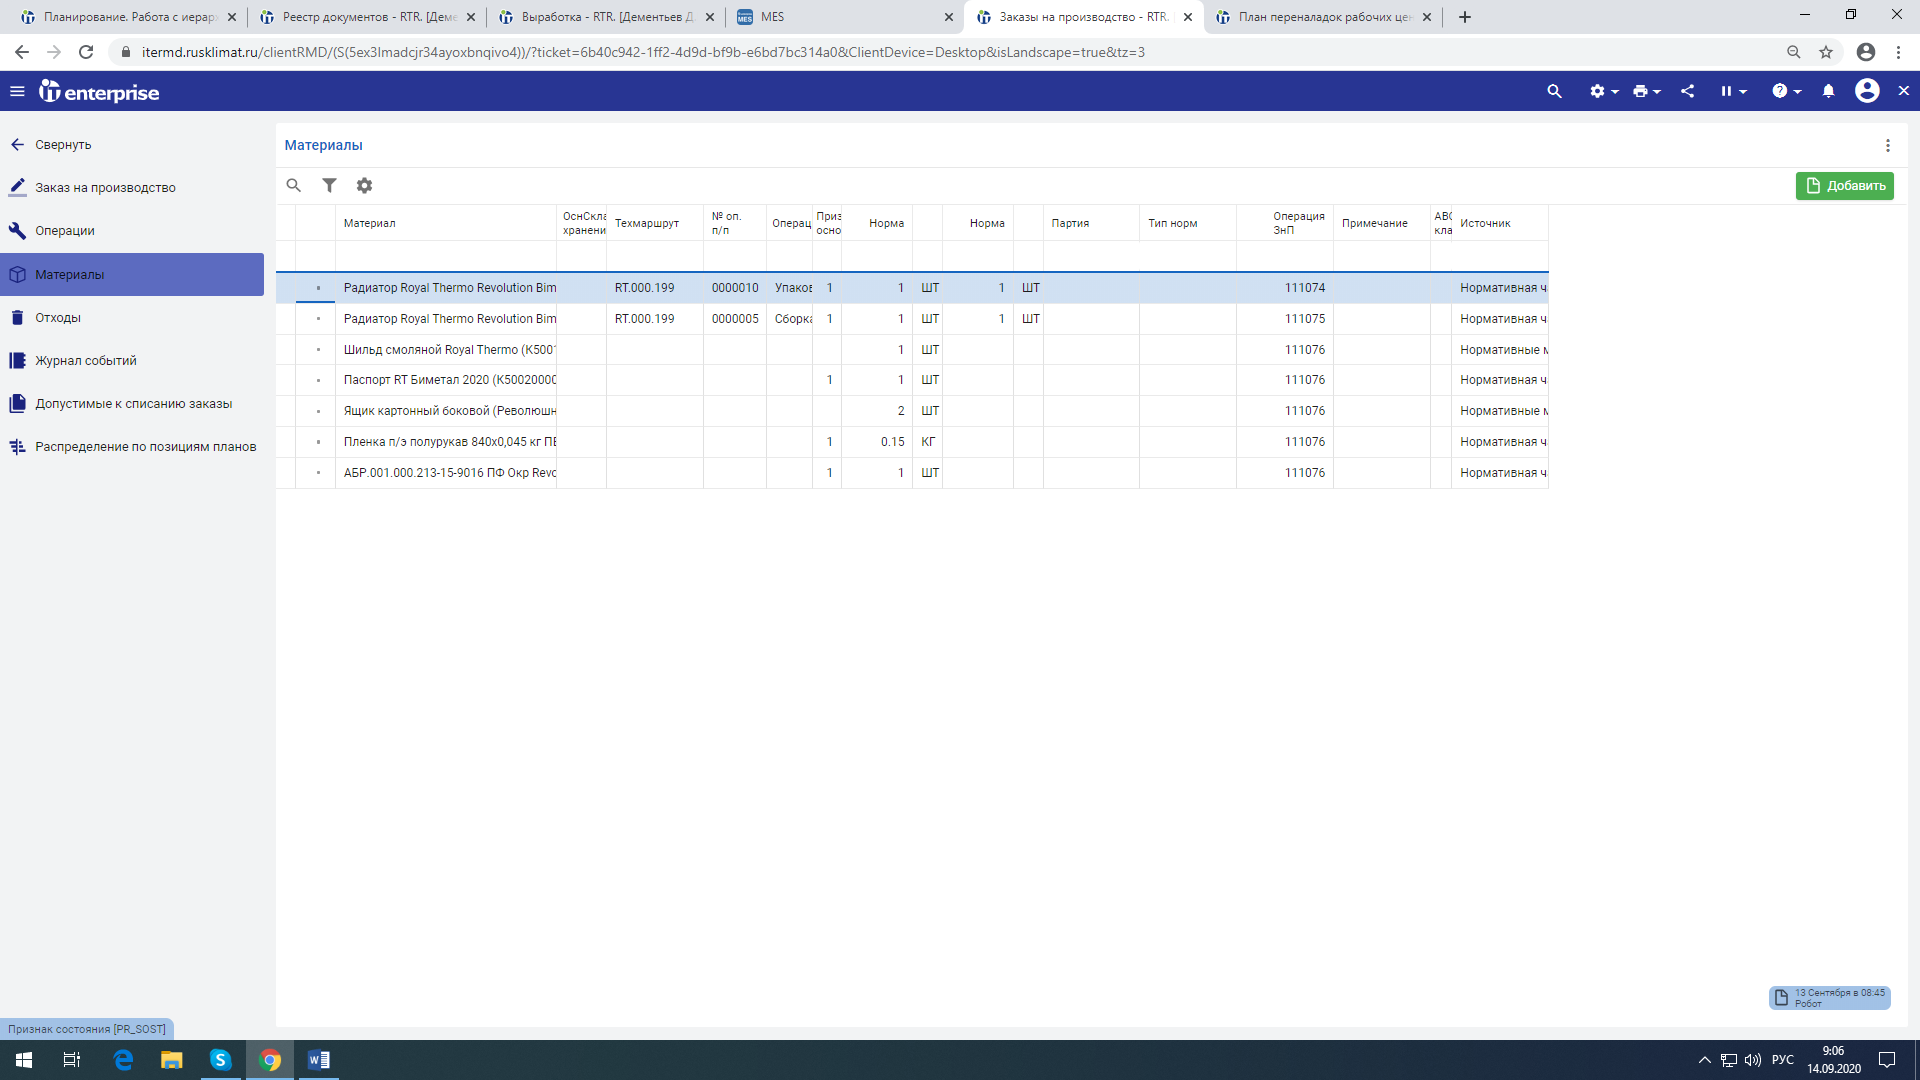 Планирование. Работа с иерар
Реестр документов - RTR. [Деме
Выработка - RTR. [Дементьев Д
MES
MES
Заказы на производство - RTR.
План переналадок рабочих цен
itermd.rusklimat.ru/clientRMD/(S(5ex3lmadcjr34ayoxbnqivo4))/?ticket=6b40c942-1ff2-4d9d-bf9b-e6bd7bc314a0&ClientDevice=Desktop&isLandscape=true&tz=3
it enterprise
Свернуть
Заказ на производство
Операции
Материалы
Отходы
Журнал событий
Допустимые к списанию заказы
Распределение по позициям планов
Материалы
Добавить
Материал ОснСкла хранени Техмаршрут № оп. п/п Операц Приз осно Норма Норма Партия Тип норм Операция ЗнП Примечание ABC кла Источник
Радиатор Royal Thermo Revolution Bim RT.000.199 0000010 Упаков 1 1 ШТ 1 ШТ 111074 Нормативная ч
Радиатор Royal Thermo Revolution Bim RT.000.199 0000005 Сборка 1 1 ШТ 1 ШТ 111075 Нормативная ч
Шильд смоляной Royal Thermo (К5001 1 ШТ 111076 Нормативные м
Паспорт RT Биметал 2020 (К50020000 1 1 ШТ 111076 Нормативная ч
Ящик картонный боковой (Революшн 2 ШТ 111076 Нормативные м
Пленка п/э полурукав 840х0,045 кг ПЕ 1 0.15 КГ 111076 Нормативная ч
АБР.001.000.213-15-9016 ПФ Окр Revo 1 1 ШТ 111076 Нормативная ч
13 Сентября в 08:45
Робот
Признак состояния [PR_SOST]
РУС
9:06
14.09.2020